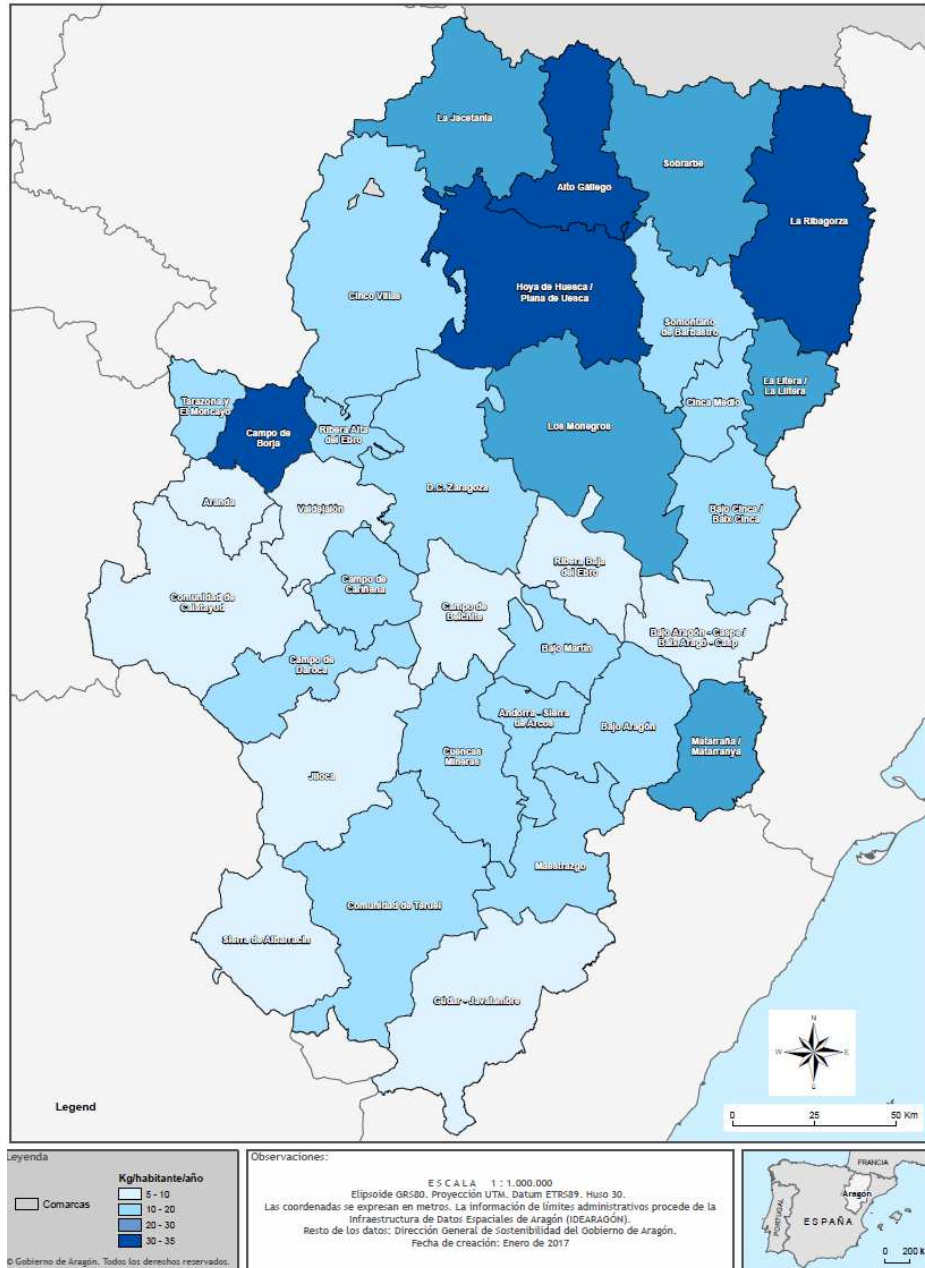 La Jacetania
Alto Gállego
Sobrarbe
La Ribagorza
Hoya de Huesca /
Plana de Uesca
Cinco Villas
Somontano
de Barbastro
La Litera /
La Llitera
Tarazona y
El Moncayo
Cinca Medio
Campo de
Borja
Ribera Alta
del Ebro
Los Monegros
D.C. Zaragoza
Aranda
Valdejalón
Bajo Cinca /
Baix Cinca
Ribera Baja
del Ebro
Campo de
Cariñena
Comunidad
de Calatayud
Campo de
Belchite
Bajo Aragón - Caspe /
Baix Aragó - Casp
Bajo Martín
Campo de
Daroca
Andorra - Sierra
de Arcos
Bajo Aragón
Cuencas
Mineras
Matarraña /
Matarranya
Jiloca
Maestrazgo
Comunidad de Teruel
Sierra de Albarracín
Gúdar - Javalambre
N
W
E
S
Legend
0 25 50 Km
Leyenda
Comarcas
Kg/habitante/año
5 - 10
10 - 20
20 - 30
30 - 35
© Gobierno de Aragón. Todos los derechos reservados.
Observaciones:
ESCALA 1:1.000.000
Elipsoide GRS80. Proyección UTM. Datum ETRS89. Huso 30.
Las coordenadas se expresan en metros. La información de límites administrativos procede de la
Infraestructura de Datos Espaciales de Aragón (IDEARAGÓN).
Resto de los datos: Dirección General de Sostenibilidad del Gobierno de Aragón.
Fecha de creación: Enero de 2017
FRANCIA
Aragón
PORTUGAL
ESPAÑA
0 200 k